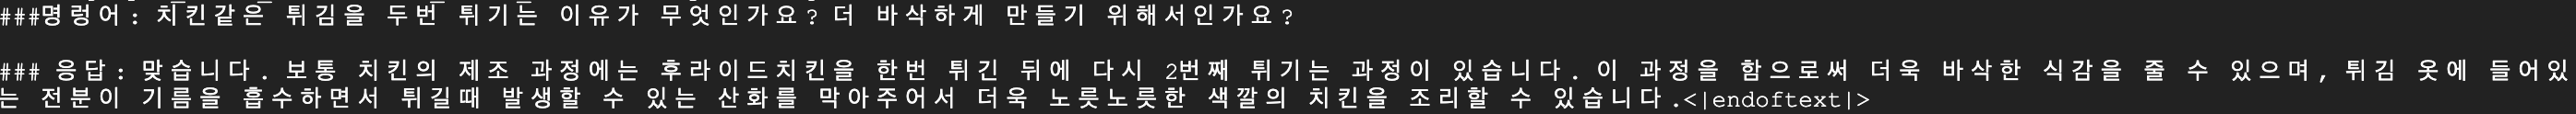 ###명렁어: 치킨같은 튀김을 두번 튀기는 이유가 무엇인가요? 더 바삭하게 만들기 위해서인가요?
### 응답: 맞습니다. 보통 치킨의 제조 과정에는 후라이드치킨을 한번 튀긴 뒤에 다시 2번째 튀기는 과정이 있습니다. 이 과정을 함으로써 더욱 바삭한 식감을 줄 수 있으며, 튀김 옷에 들어있
는 전분이 기름을 흡수하면서 튀길때 발생할 수 있는 산화를 막아주어서 더욱 노릇노릇한 색깔의 치킨을 조리할 수 있습니다.<|endoftext|>